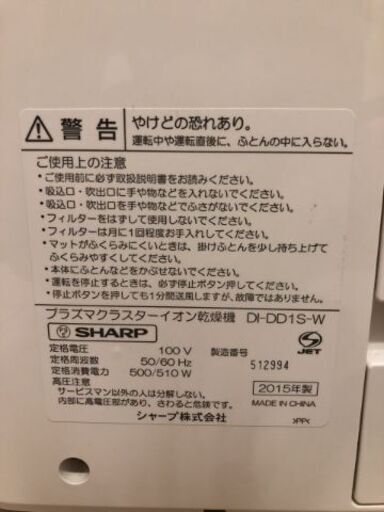 警告
やけどの恐れあり。
運転中や運転直後に、ふとんの中に入らない。
ご使用上の注意
・ご使用前に必ず取扱説明書をお読みください。
・吸込口・吹出口に手や物などを入れないでください。
・吸込口・吹出口を手や物などでふさがないでください。
・フィルターをはずして使用しないでください。
・フィルターは月に1回程度お手入れしてください。
・マットがふくらみにくいときは、掛けふとんを少し持ち上げて
ふくらみやすくしてください。
・本体にふとんなどをかぶせないでください。
・運転を停止するときは、必ず停止ボタン押してください。
・停止ボタンを押しても1分間送風しますが、故障ではありません。
プラズマクラスターイオン乾燥機 DI-DD1S-W
SHARP
定格電圧 100 V
定格周波数 50/60 Hz
定格消費電力 500/510 W
製造番号
512994
JET
高圧注意
サービスマン以外の人は分解しない。
内部に高電圧部があり、さわると危険です。
2015年製
MADE IN CHINA
シャープ株式会社
>PP<